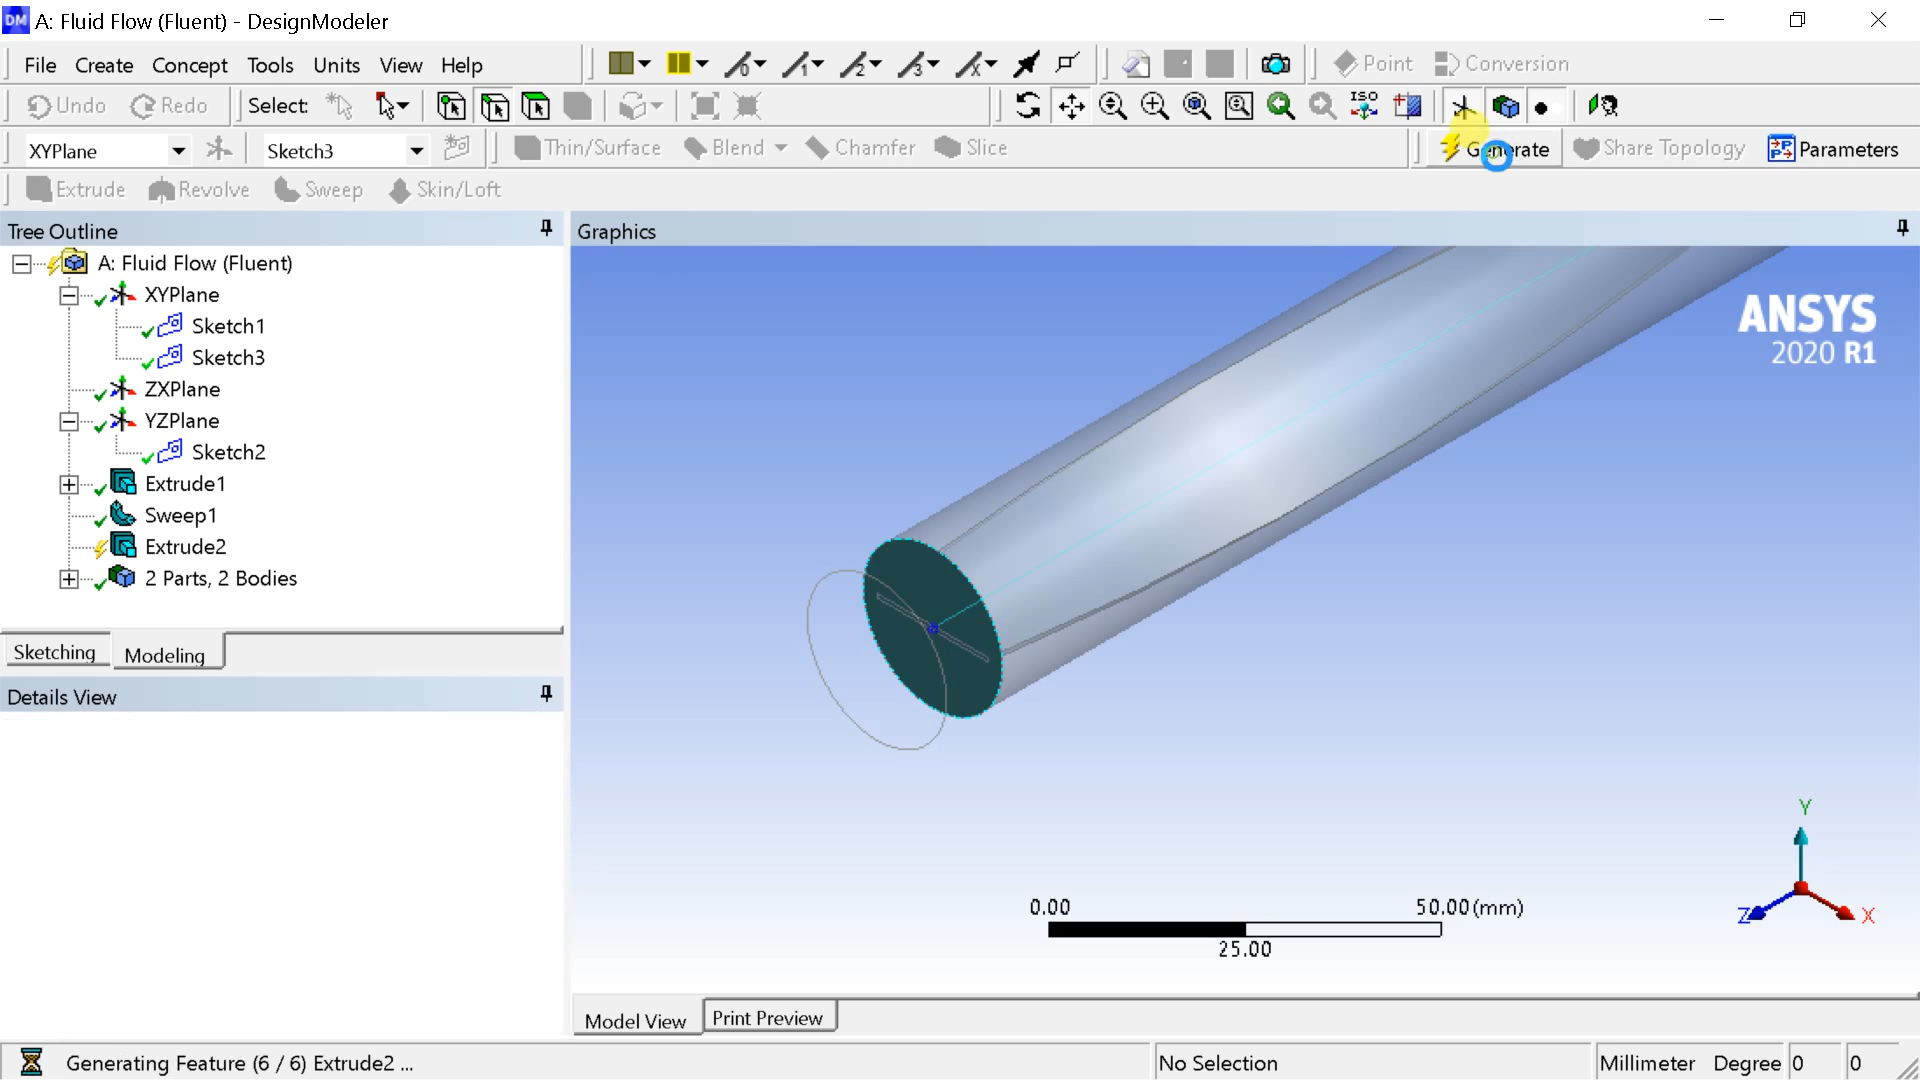 DM A: Fluid Flow (Fluent) - DesignModeler
File Create Concept Tools Units View Help
Point Conversion
Undo Redo Select: ISO
XYPlane Sketch3 Thin/Surface Blend Chamfer Slice Generate Share Topology Parameters
Extrude Revolve Sweep Skin/Loft
Tree Outline
A: Fluid Flow (Fluent)
XYPlane
Sketch1
Sketch3
ZXPlane
YZPlane
Sketch2
Extrude1
Sweep1
Extrude2
2 Parts, 2 Bodies
Sketching Modeling
Details View
Graphics
ANSYS
2020 R1
Y
Z X
0.00 50.00 (mm)
25.00
Model View Print Preview
Generating Feature (6 / 6) Extrude2 ... No Selection Millimeter Degree 0 0